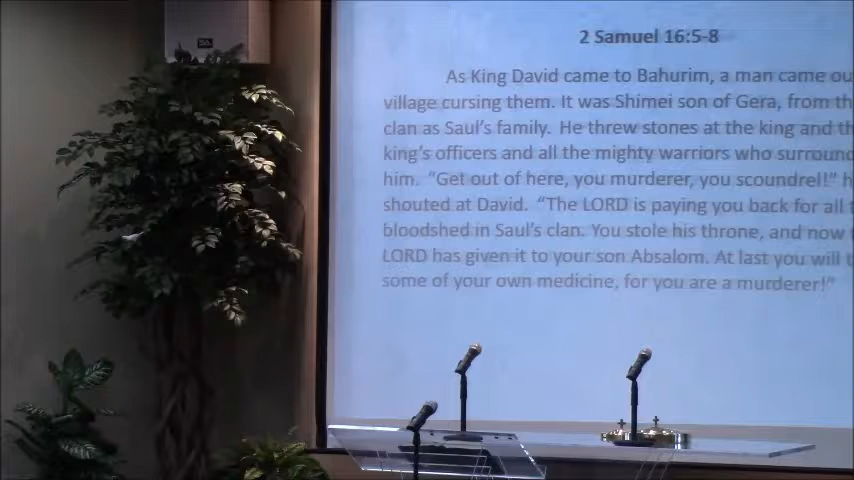 2 Samuel 16:5-8
As King David came to Bahurim, a man came ou
village cursing them. It was Shimei son of Gera, from th
clan as Saul's family. He threw stones at the king and th
king's officers and all the mighty warriors who surround
him. "Get out of here, you murderer, you scoundrel!" h
shouted at David. "The LORD is paying you back for all t
bloodshed in Saul's clan. You stole his throne, and now t
LORD has given it to your son Absalom. At last you will t
some of your own medicine, for you are a murderer!"